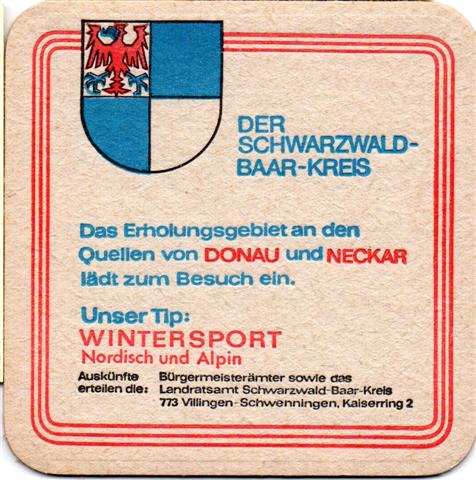 DER
SCHWARZWALD-
BAAR-KREIS
Das Erholungsgebiet an den
Quellen von DONAU und NECKAR
lädt zum Besuch ein.
Unser Tip:
WINTERSPORT
Nordisch und Alpin
Auskünfte Bürgermeisterämter sowie das
erteilen die: Landratsamt Schwarzwald-Baar-Kreis
773 Villingen-Schwenningen, Kaiserring 2